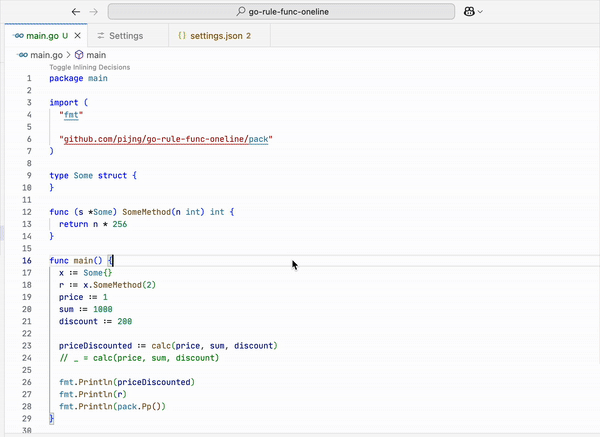 go-rule-func-oneline
main.go U
Settings
settings.json 2
main.go > main
Toggle Inlining Decisions
1 package main
2
3 import (
4 "fmt"
5
6 "github.com/pijng/go-rule-func-oneline/pack"
7 )
8
9 type Some struct {
10 }
11
12 func (s *Some) SomeMethod(n int) int {
13 return n * 256
14 }
15
16 func main() {
17 x := Some{}
18 r := x.SomeMethod(2)
19 price := 1
20 sum := 1000
21 discount := 200
22
23 priceDiscounted := calc(price, sum, discount)
24 // _ = calc(price, sum, discount)
25
26 fmt.Println(priceDiscounted)
27 fmt.Println(r)
28 fmt.Println(pack.Pp())
29 }
30